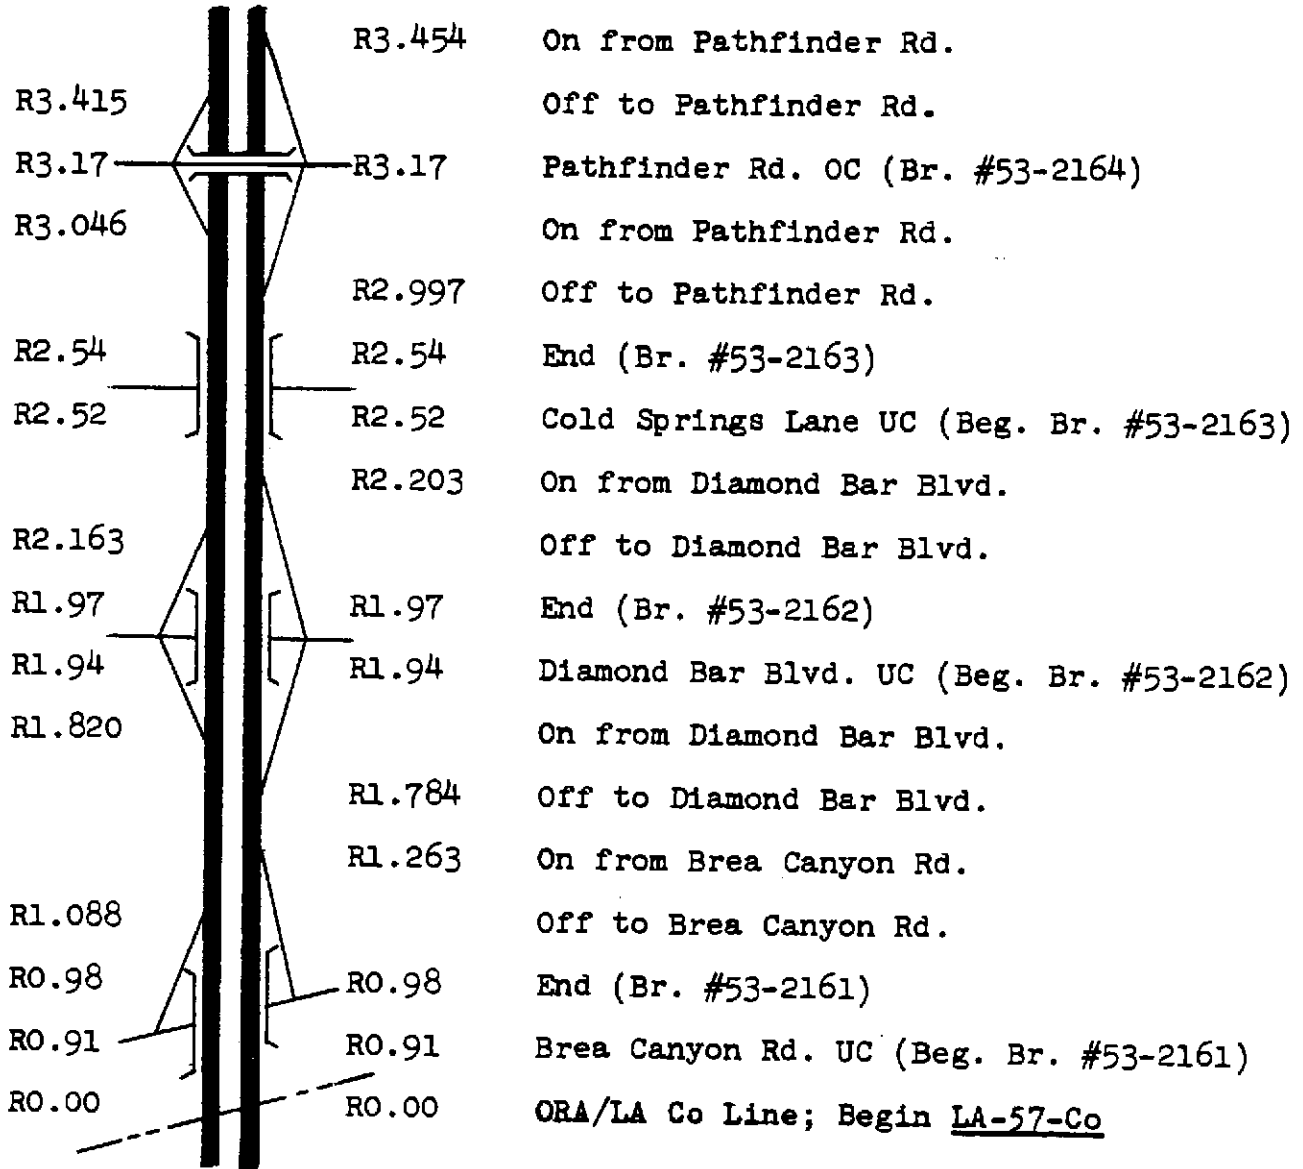 R3.454 On from Pathfinder Rd.
R3.415 Off to Pathfinder Rd.
R3.17 R3.17 Pathfinder Rd. OC (Br. #53-2164)
R3.046 On from Pathfinder Rd.
R2.997 Off to Pathfinder Rd.
R2.54 R2.54 End (Br. #53-2163)
R2.52 R2.52 Cold Springs Lane UC (Beg. Br. #53-2163)
R2.203 On from Diamond Bar Blvd.
R2.163 Off to Diamond Bar Blvd.
R1.97 R1.97 End (Br. #53-2162)
R1.94 R1.94 Diamond Bar Blvd. UC (Beg. Br. #53-2162)
R1.820 On from Diamond Bar Blvd.
R1.784 Off to Diamond Bar Blvd.
R1.263 On from Brea Canyon Rd.
R1.088 Off to Brea Canyon Rd.
R0.98 R0.98 End (Br. #53-2161)
R0.91 R0.91 Brea Canyon Rd. UC (Beg. Br. #53-2161)
R0.00 R0.00 ORA/LA Co Line; Begin LA-57-Co